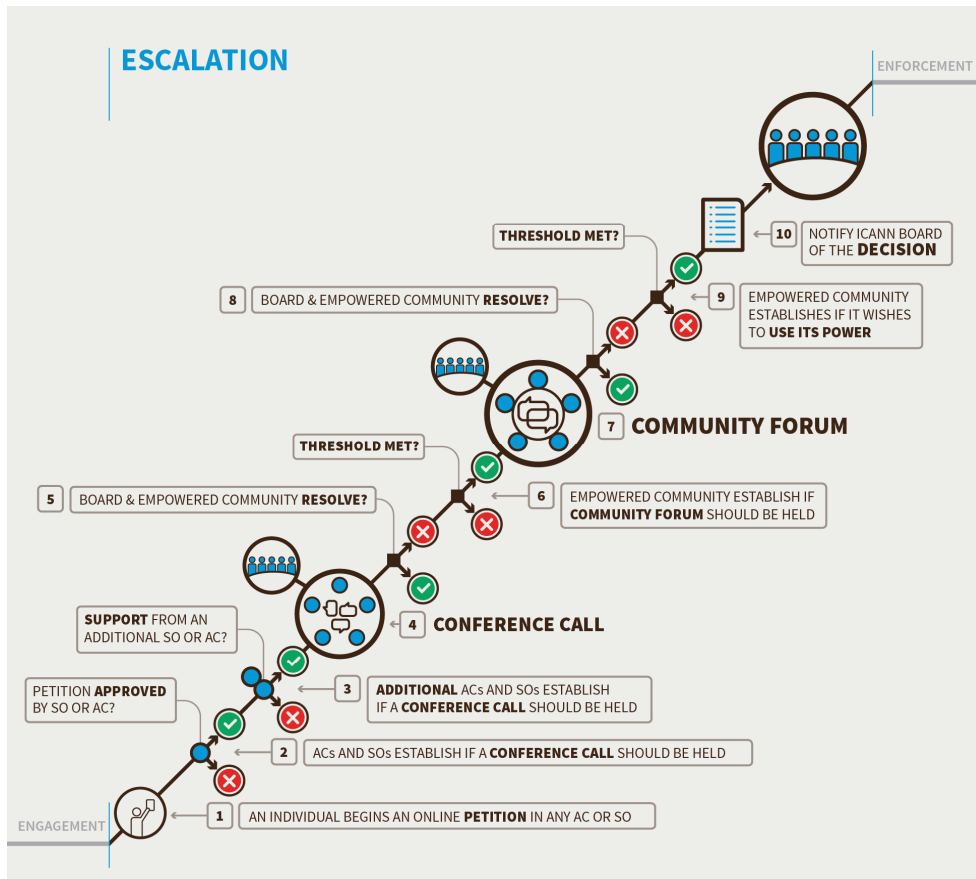 ESCALATION
ENFORCEMENT
10
NOTIFY ICANN BOARD
OF THE DECISION
THRESHOLD MET?
9
EMPOWERED COMMUNITY
ESTABLISHES IF IT WISHES
TO USE ITS POWER
8
BOARD & EMPOWERED COMMUNITY RESOLVE?
7
COMMUNITY FORUM
THRESHOLD MET?
6
EMPOWERED COMMUNITY ESTABLISH IF
COMMUNITY FORUM SHOULD BE HELD
5
BOARD & EMPOWERED COMMUNITY RESOLVE?
4
CONFERENCE CALL
SUPPORT FROM AN
ADDITIONAL SO OR AC?
3
ADDITIONAL ACs AND SOs ESTABLISH
IF A CONFERENCE CALL SHOULD BE HELD
PETITION APPROVED
BY SO OR AC?
2
ACs AND SOs ESTABLISH IF A CONFERENCE CALL SHOULD BE HELD
1
AN INDIVIDUAL BEGINS AN ONLINE PETITION IN ANY AC OR SO
ENGAGEMENT